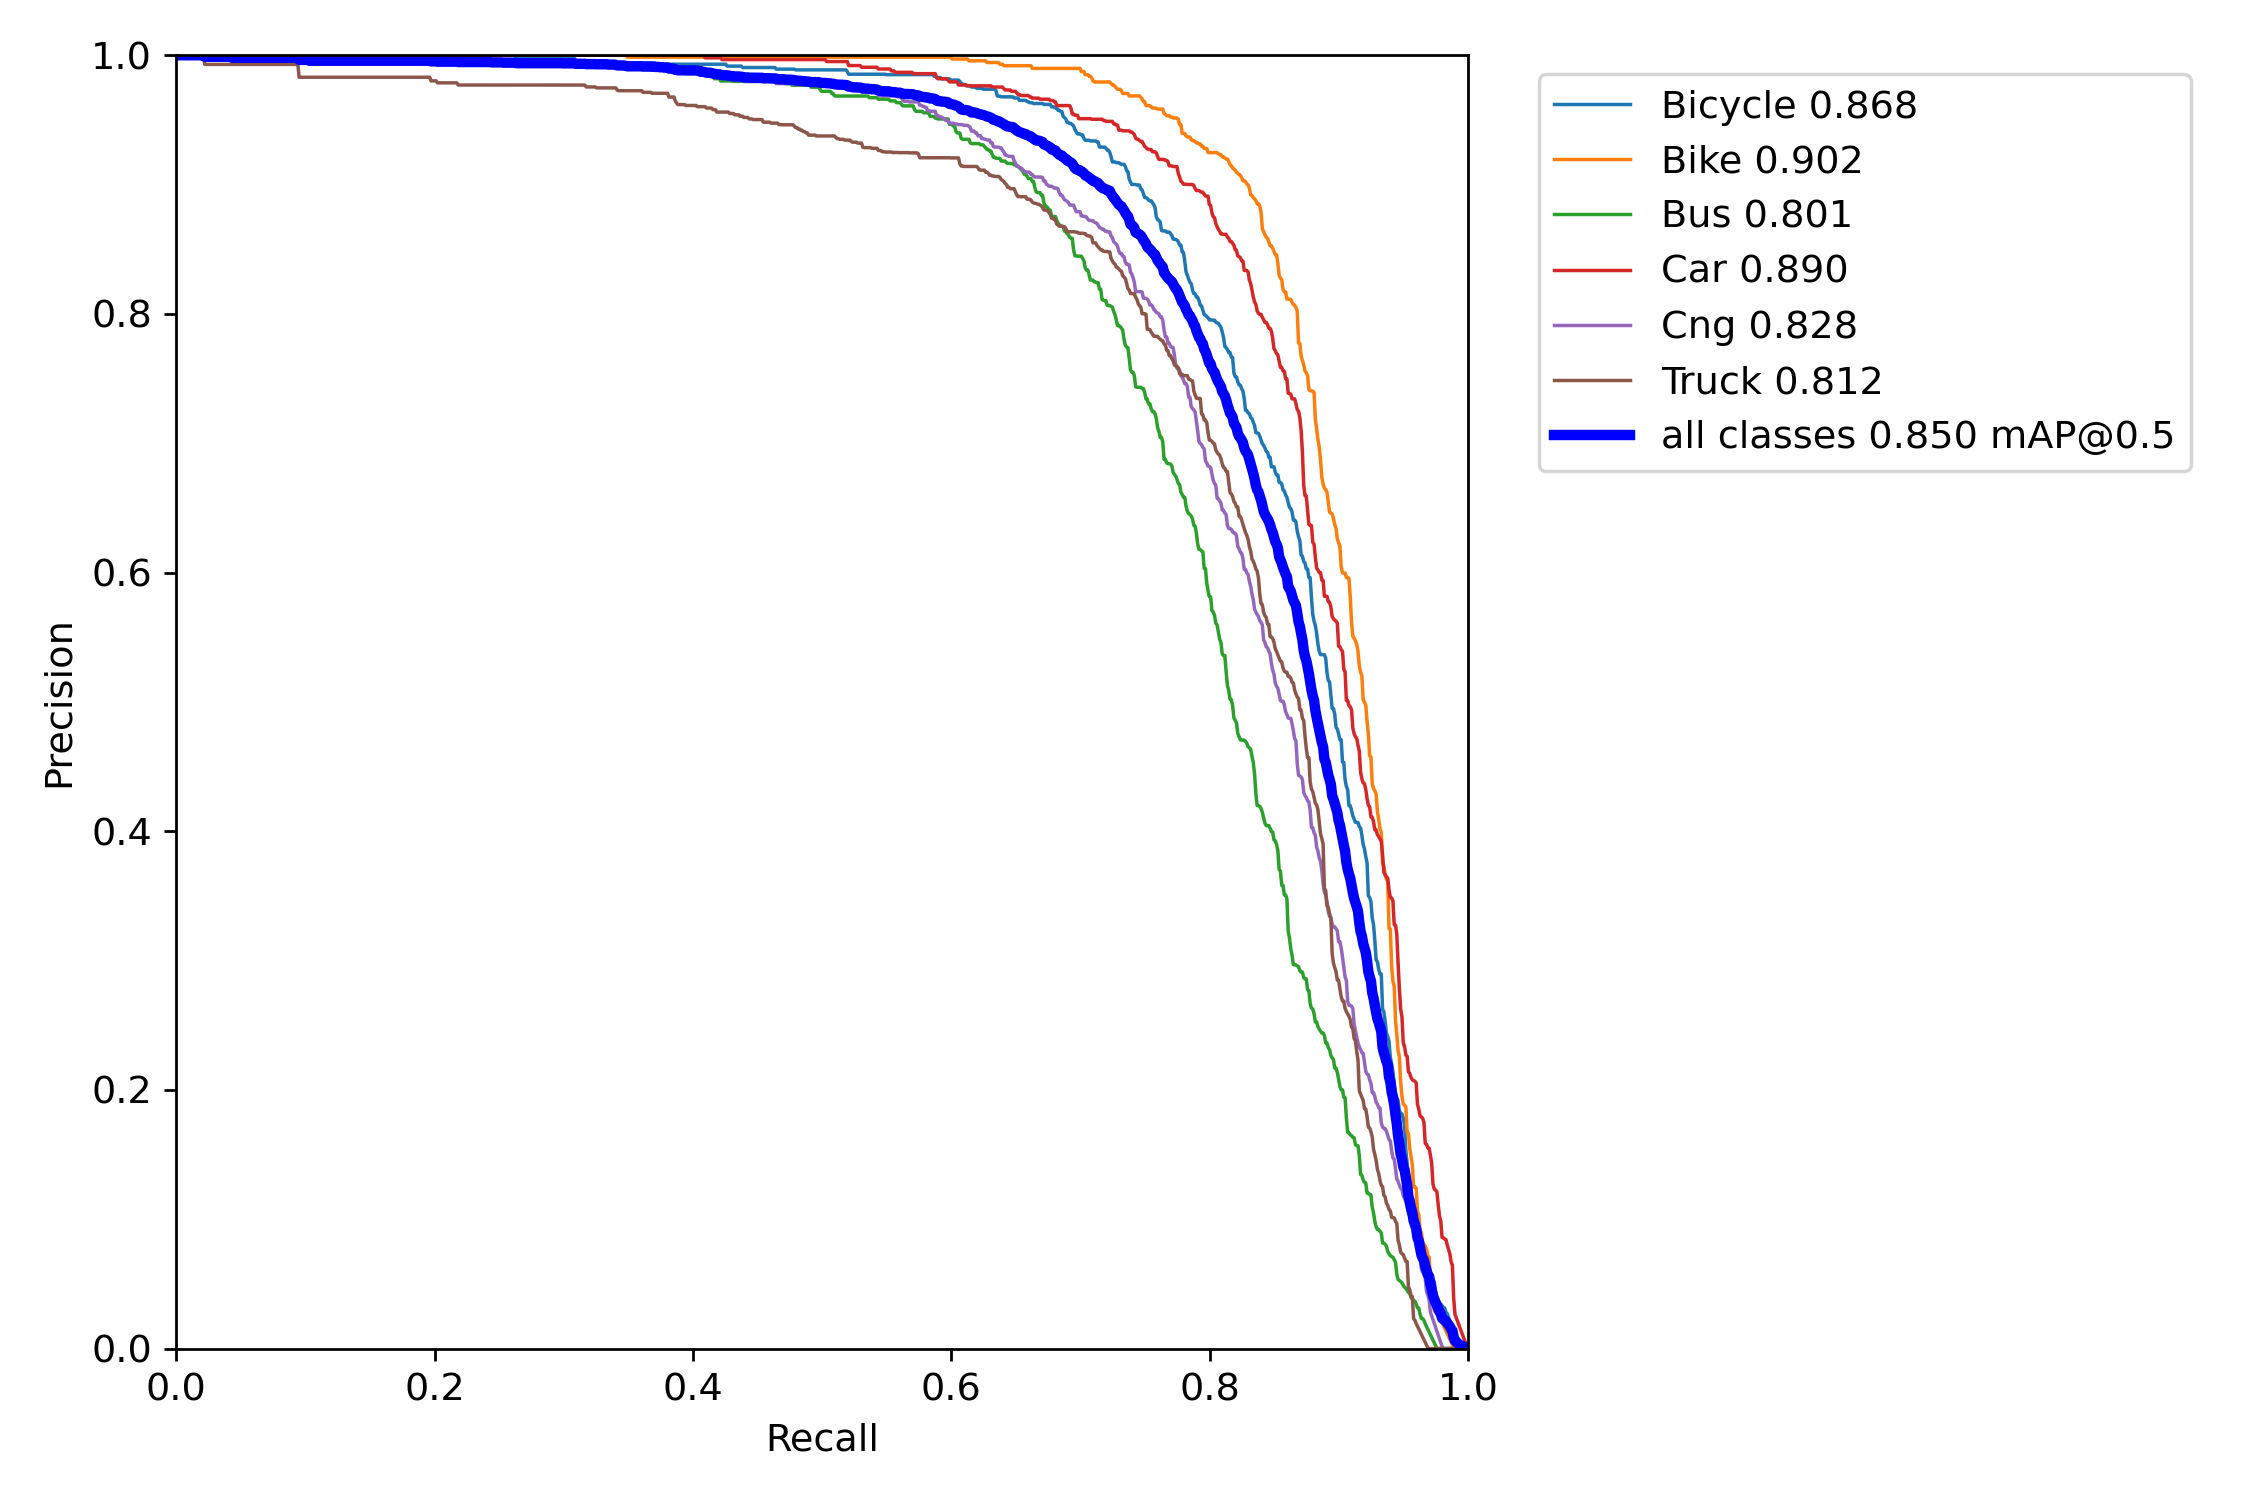 1.0
0.8
0.6
0.4
0.2
0.0
Precision
0.0 0.2 0.4 0.6 0.8 1.0
Recall
Bicycle 0.868
Bike 0.902
Bus 0.801
Car 0.890
Cng 0.828
Truck 0.812
all classes 0.850 mAP@0.5